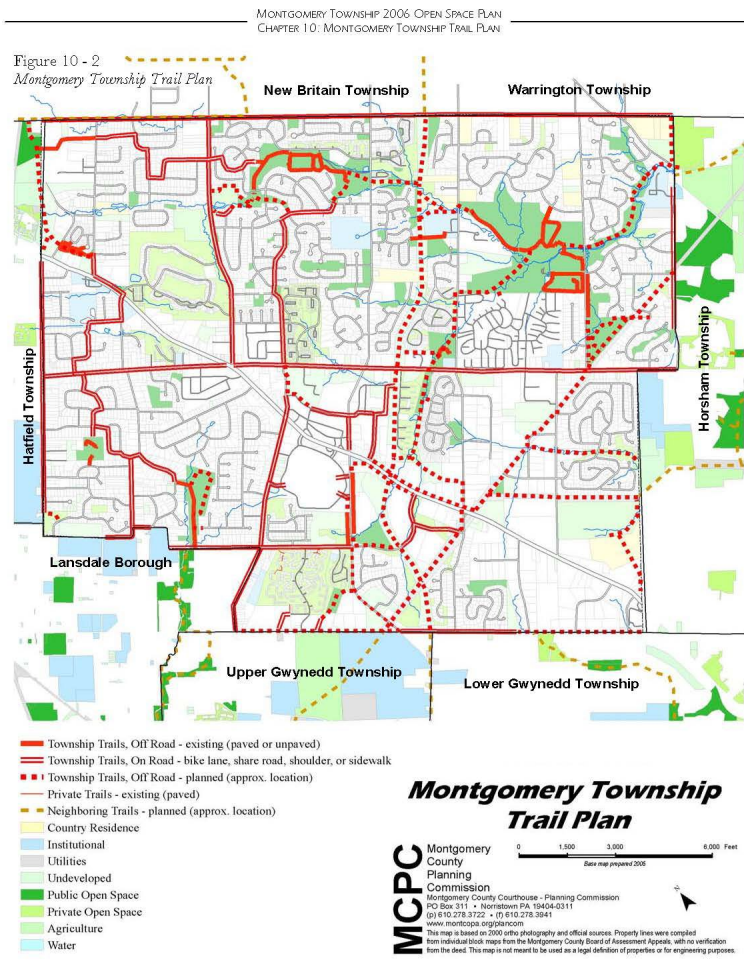 MONTGOMERY TOWNSHIP 2006 OPEN SPACE PLAN
CHAPTER 10: MONTGOMERY TOWNSHIP TRAIL PLAN
Figure 10 - 2
Montgomery Township Trail Plan
New Britain Township
Warrington Township
Hatfield Township
Horsham Township
Lansdale Borough
Upper Gwynedd Township
Lower Gwynedd Township
Township Trails, Off Road - existing (paved or unpaved)
Township Trails, On Road - bike lane, share road, shoulder, or sidewalk
Township Trails, Off Road - planned (approx. location)
Private Trails - existing (paved)
Neighboring Trails - planned (approx. location)
Country Residence
Institutional
Utilities
Undeveloped
Public Open Space
Private Open Space
Agriculture
Water
Montgomery Township
Trail Plan
0 1,500 3,000 6,000 Feet
Base map prepared 2006
MCPC
Montgomery
County
Planning
Commission
Montgomery County Courthouse - Planning Commission
PO Box 311 • Norristown PA 19404-0311
(p) 610.278.3722 • (f) 610.278.3941
www.montcopa.org/plancom
This map is based on 2000 ortho photography and official sources. Property lines were compiled
from individual block maps from the Montgomery County Board of Assessment Appeals, with no verification
from the deed. This map is not meant to be used as a legal definition of properties or for engineering purposes.